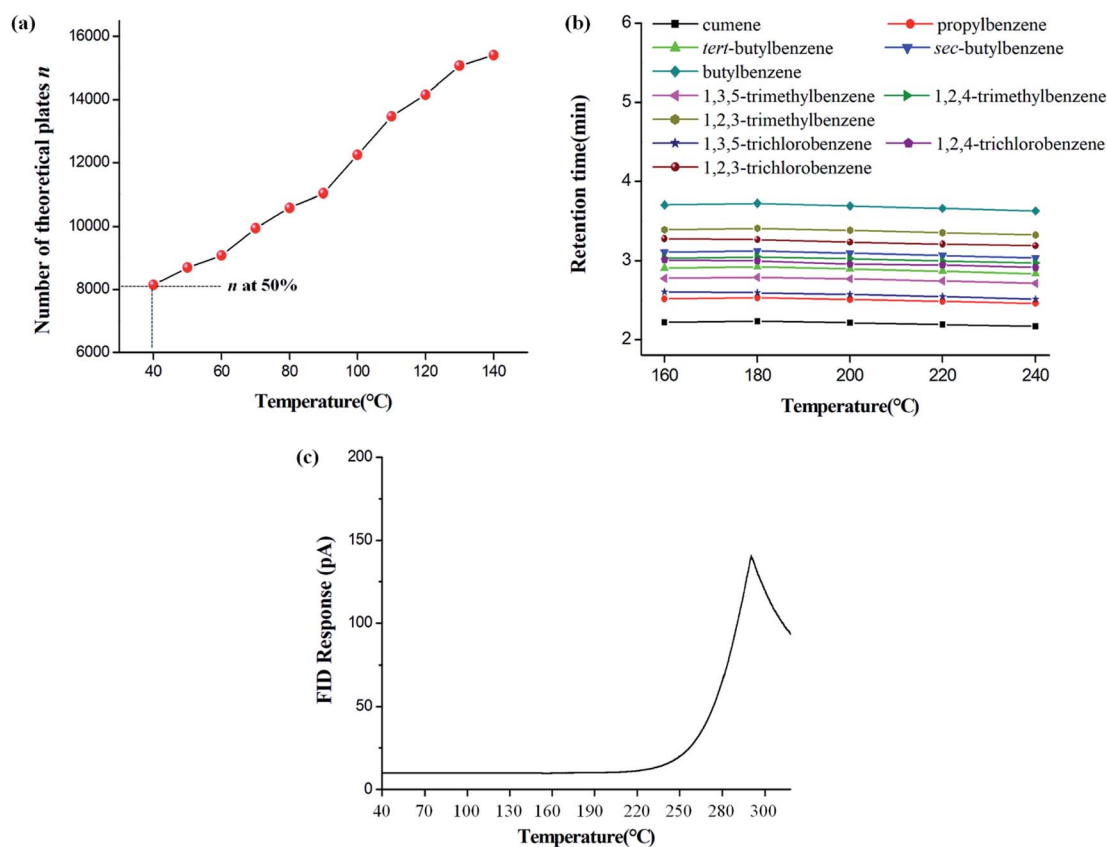 (a)
16000
14000
12000
10000
8000
6000
Number of theoretical plates n
n at 50%
40 60 80 100 120 140
Temperature(°C)
(b)
cumene propylbenzene
tert-butylbenzene sec-butylbenzene
butylbenzene
1,3,5-trimethylbenzene 1,2,4-trimethylbenzene
1,2,3-trimethylbenzene
1,3,5-trichlorobenzene 1,2,4-trichlorobenzene
1,2,3-trichlorobenzene
6
5
4
3
2
Retention time(min)
160 180 200 220 240
Temperature(°C)
(c)
200
150
100
50
0
FID Response (pA)
40 70 100 130 160 190 220 250 280 300
Temperature(°C)